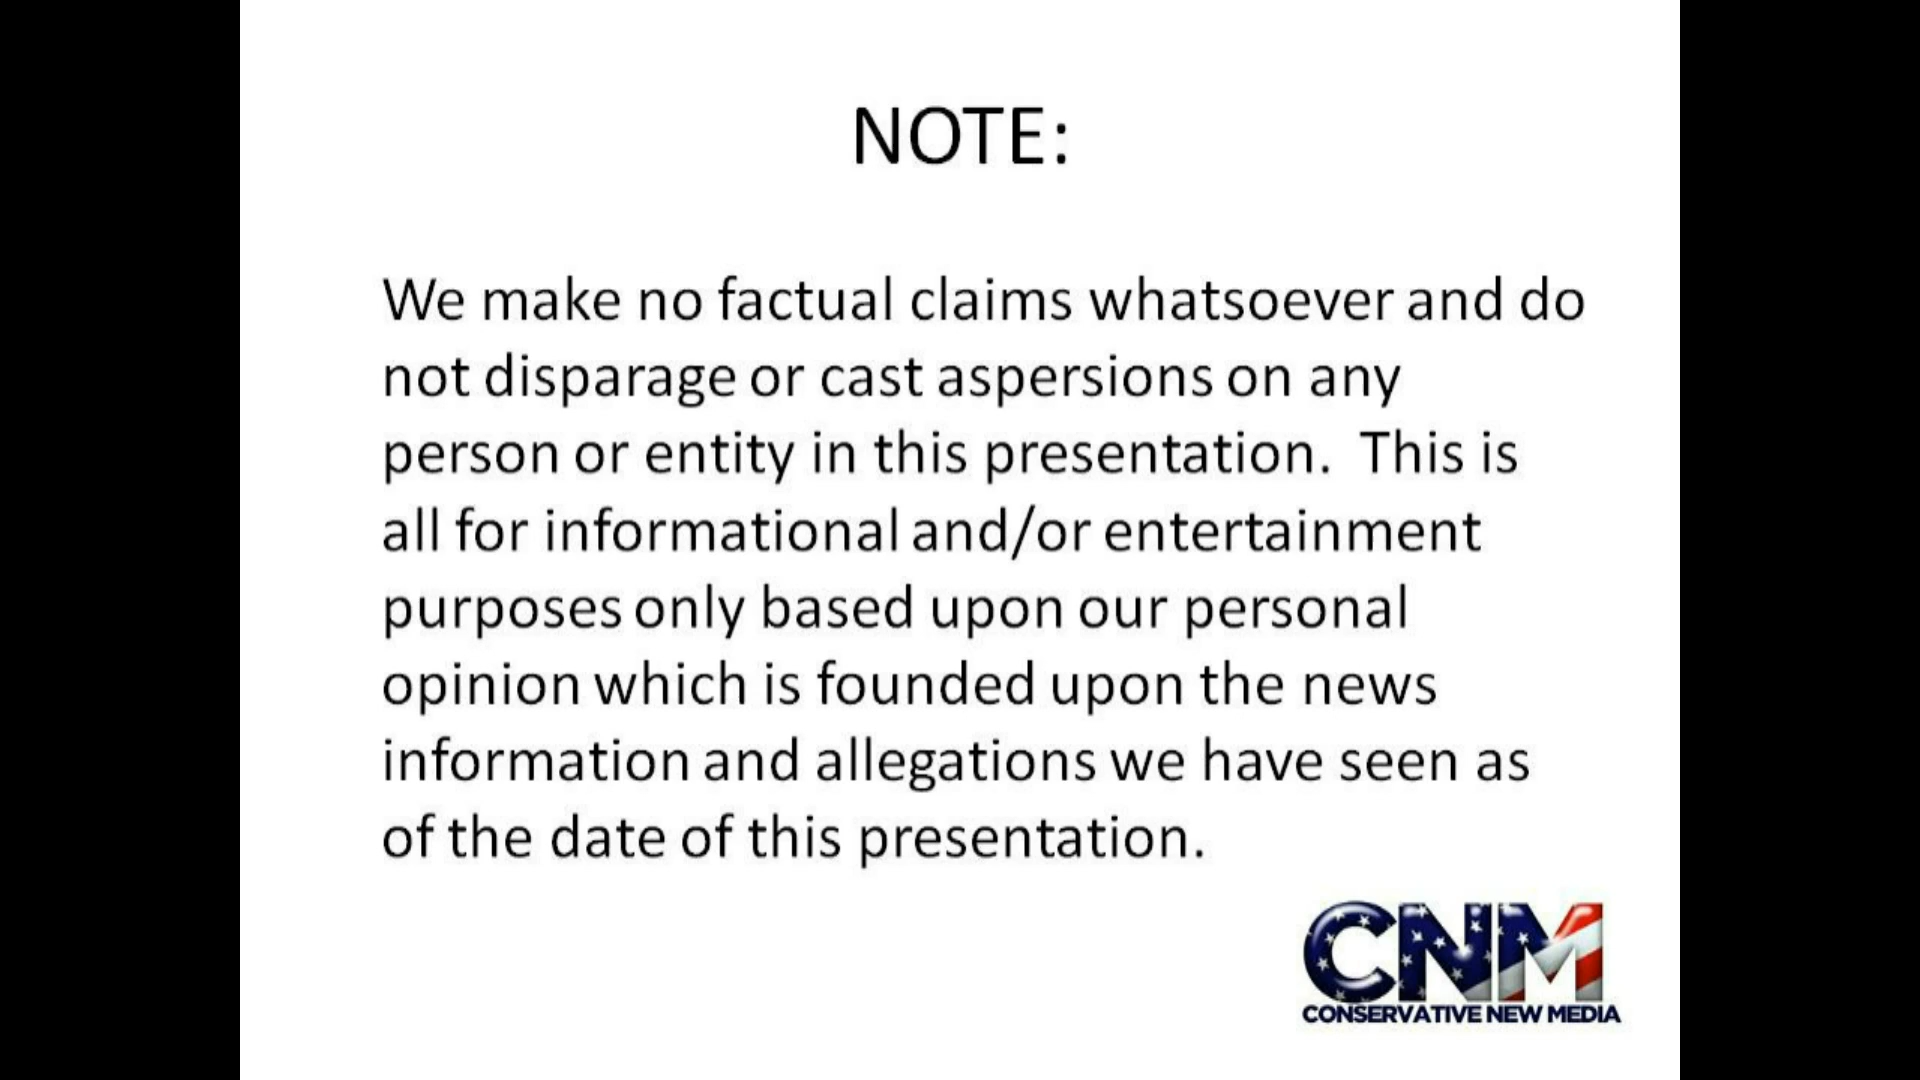 NOTE:
We make no factual claims whatsoever and do
not disparage or cast aspersions on any
person or entity in this presentation.  This is
all for informational and/or entertainment
purposes only based upon our personal
opinion which is founded upon the news
information and allegations we have seen as
of the date of this presentation.
CNM
CONSERVATIVE NEW MEDIA